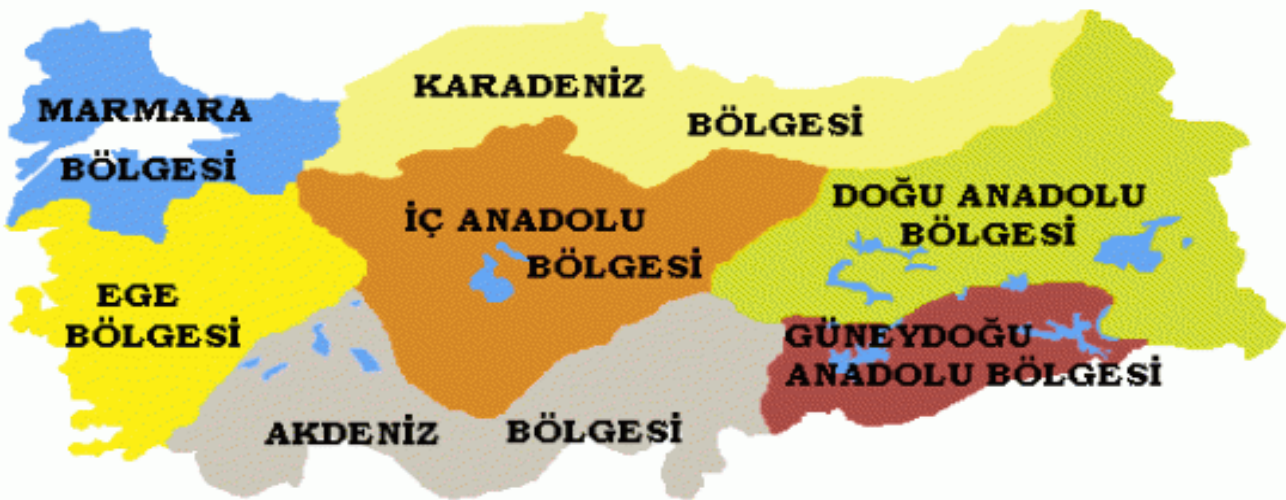 MARMARA
BÖLGESİ
KARADENİZ
BÖLGESİ
İÇ ANADOLU
BÖLGESİ
DOĞU ANADOLU
BÖLGESİ
EGE
BÖLGESİ
GÜNEYDOĞU
ANADOLU BÖLGESİ
AKDENİZ BÖLGESİ